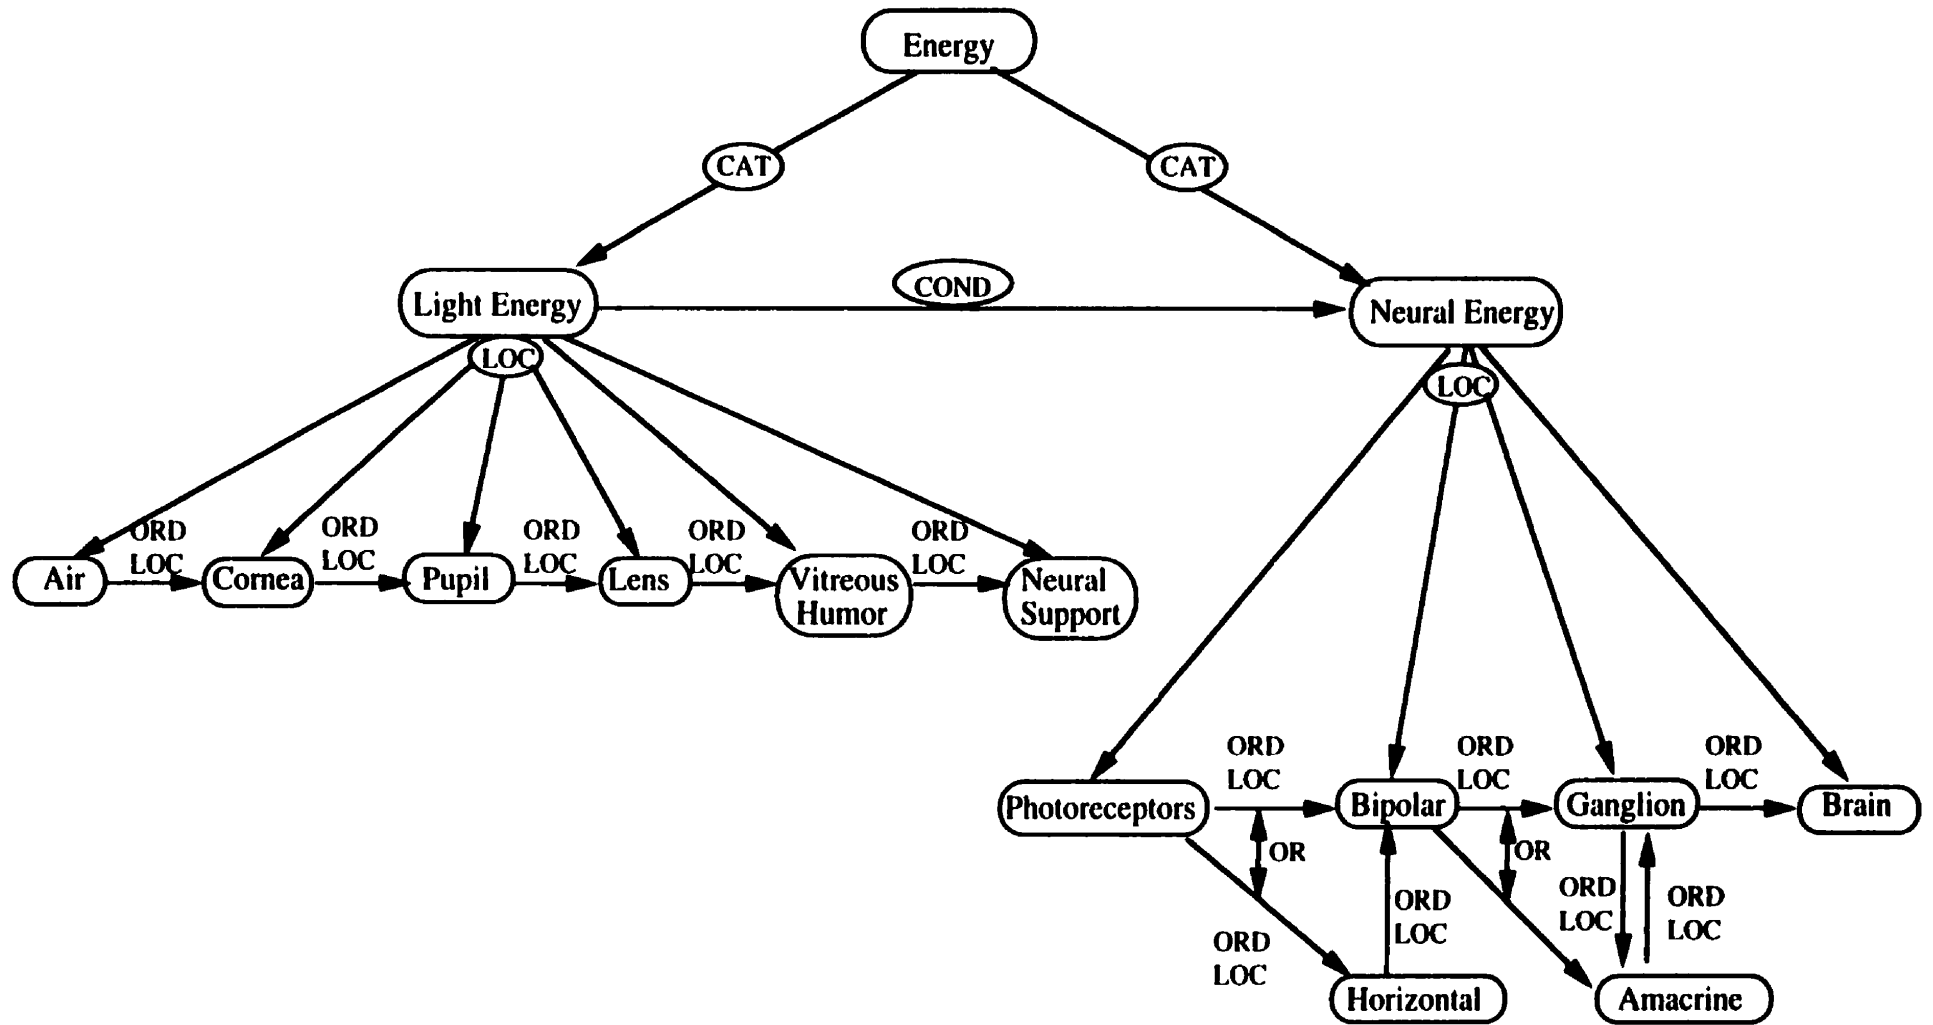 Energy
CAT
CAT
Light Energy
COND
Neural Energy
LOC
LOC
ORD
LOC
ORD
LOC
ORD
LOC
ORD
LOC
ORD
LOC
Air
Cornea
Pupil
Lens
Vitreous
Humor
Neural
Support
ORD
LOC
ORD
LOC
ORD
LOC
Photoreceptors
Bipolar
Ganglion
Brain
OR
OR
ORD
LOC
ORD
LOC
ORD
LOC
ORD
LOC
Horizontal
Amacrine